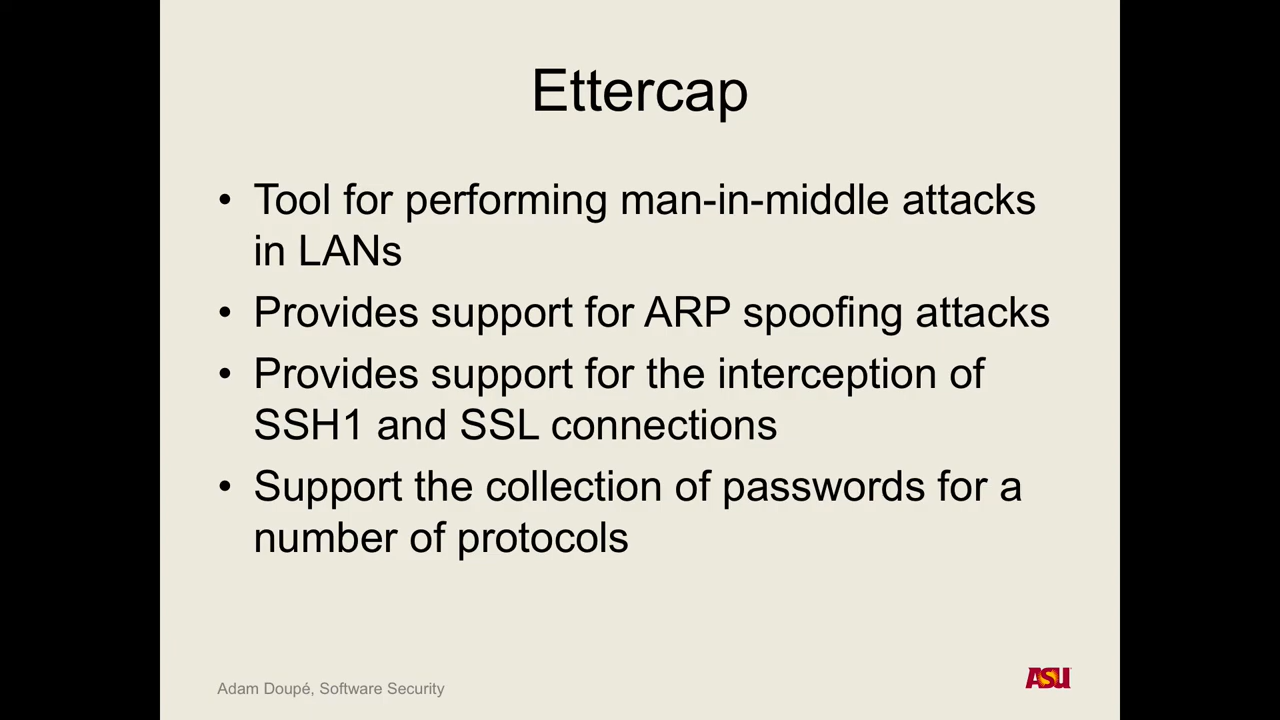 Ettercap
• Tool for performing man-in-middle attacks
in LANs
• Provides support for ARP spoofing attacks
• Provides support for the interception of
SSH1 and SSL connections
• Support the collection of passwords for a
number of protocols
Adam Doupé, Software Security
ASU